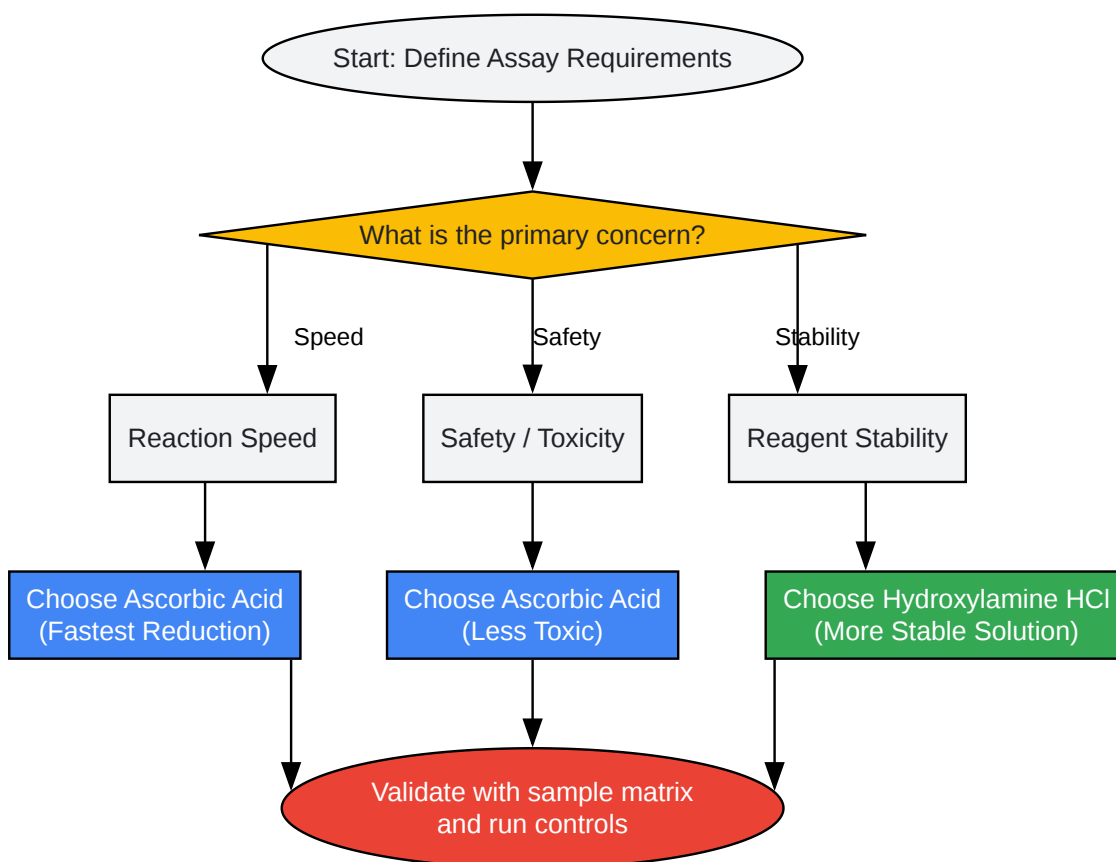 Start: Define Assay Requirements
What is the primary concern?
Speed
Safety
Stability
Reaction Speed
Safety / Toxicity
Reagent Stability
Choose Ascorbic Acid
(Fastest Reduction)
Choose Ascorbic Acid
(Less Toxic)
Choose Hydroxylamine HCl
(More Stable Solution)
Validate with sample matrix
and run controls